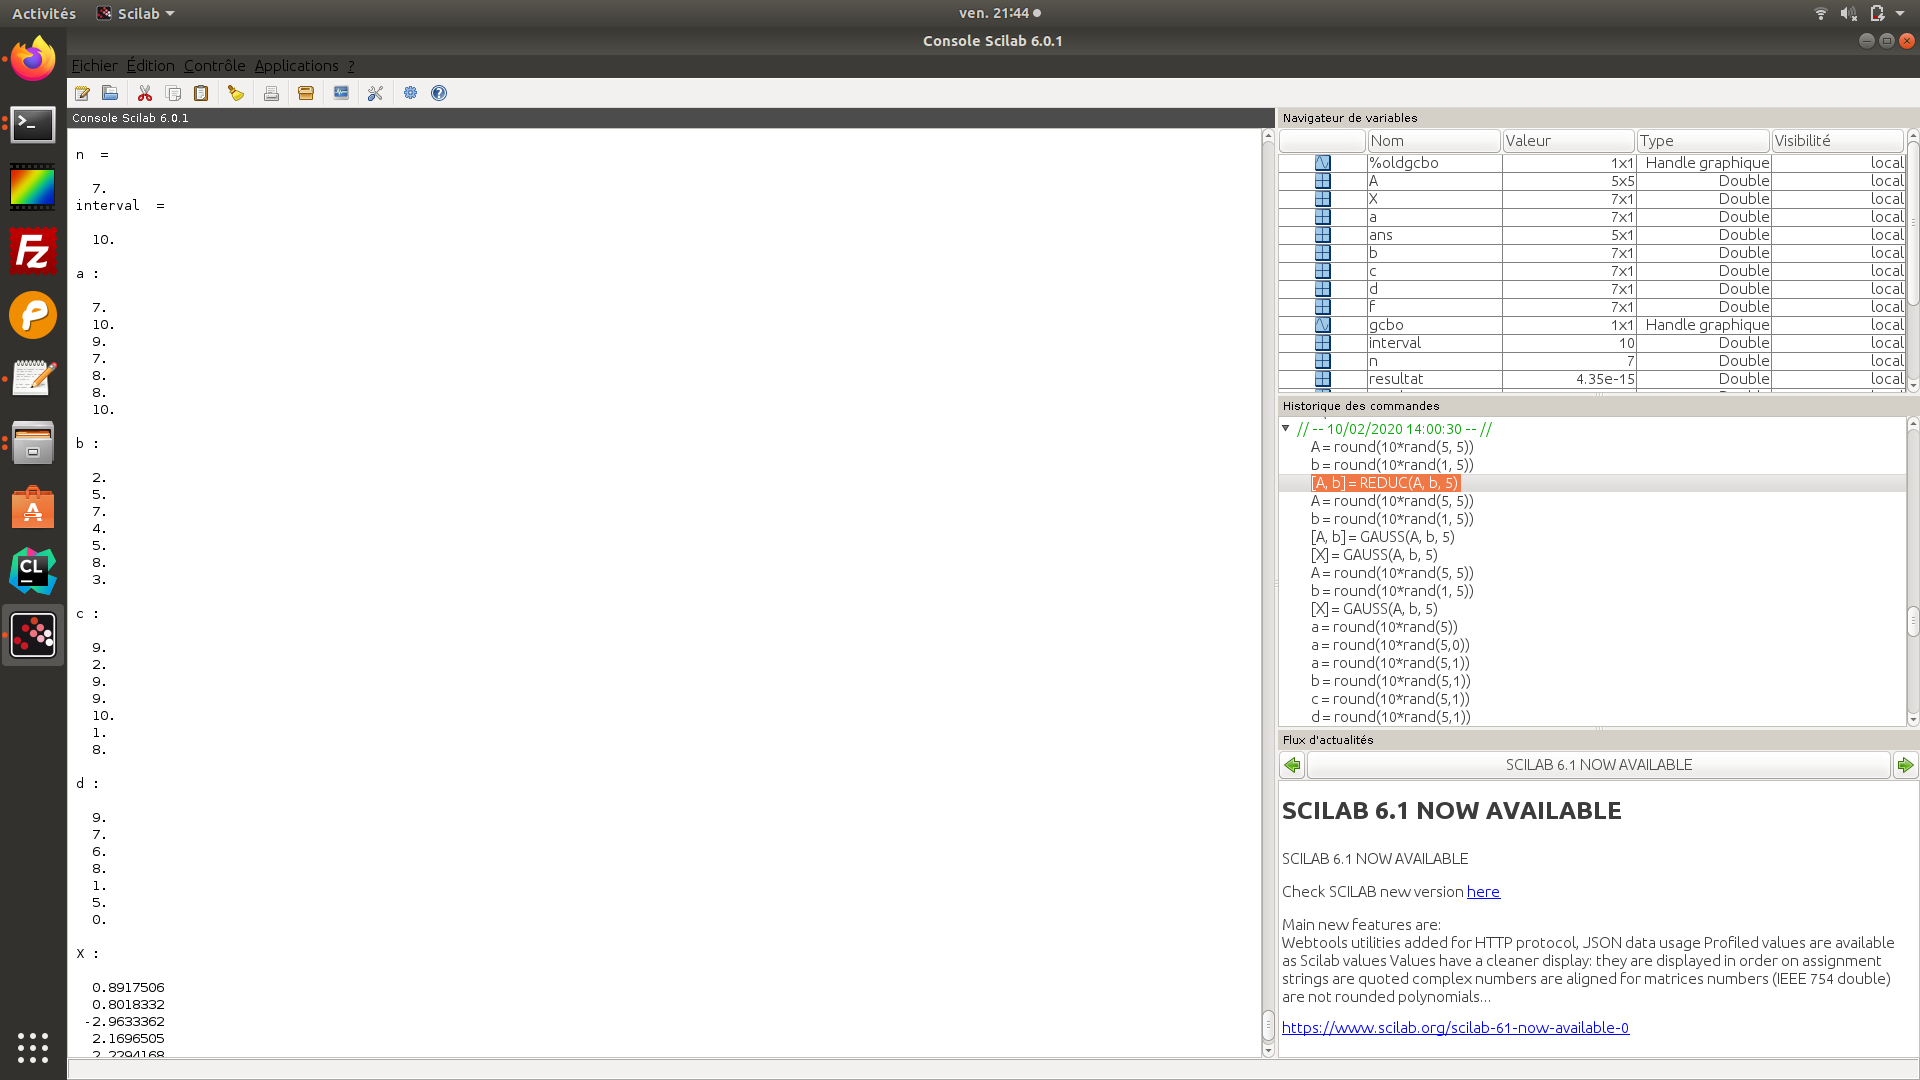 Activités Scilab ven. 21:44
Console Scilab 6.0.1
Fichier Édition Contrôle Applications ?
Console Scilab 6.0.1
n  =
7.
interval  =
10.
a :
7.
10.
9.
7.
8.
8.
10.
b :
2.
5.
7.
4.
5.
8.
3.
c :
9.
2.
9.
9.
10.
1.
8.
d :
9.
7.
6.
8.
1.
5.
0.
X :
0.8917506
0.8018332
-2.9633362
2.1696505
2.2294168
Navigateur de variables
Nom Valeur Type Visibilité
%oldgcbo 1x1 Handle graphique local
A 5x5 Double local
X 7x1 Double local
a 7x1 Double local
ans 5x1 Double local
b 7x1 Double local
c 7x1 Double local
d 7x1 Double local
f 7x1 Double local
gcbo 1x1 Handle graphique local
interval 10 Double local
n 7 Double local
resultat 4.35e-15 Double local
Historique des commandes
// -- 10/02/2020 14:00:30 -- //
A = round(10*rand(5, 5))
b = round(10*rand(1, 5))
[A, b] = REDUC(A, b, 5)
A = round(10*rand(5, 5))
b = round(10*rand(1, 5))
[A, b] = GAUSS(A, b, 5)
[X] = GAUSS(A, b, 5)
A = round(10*rand(5, 5))
b = round(10*rand(1, 5))
[X] = GAUSS(A, b, 5)
a = round(10*rand(5))
a = round(10*rand(5,0))
a = round(10*rand(5,1))
b = round(10*rand(5,1))
c = round(10*rand(5,1))
d = round(10*rand(5,1))
Flux d'actualités
SCILAB 6.1 NOW AVAILABLE
SCILAB 6.1 NOW AVAILABLE
SCILAB 6.1 NOW AVAILABLE
Check SCILAB new version here
Main new features are:
Webtools utilities added for HTTP protocol, JSON data usage Profiled values are available
as Scilab values Values have a cleaner display: they are displayed in order on assignment
strings are quoted complex numbers are aligned for matrices numbers (IEEE 754 double)
are not rounded polynomials...
https://www.scilab.org/scilab-61-now-available-0